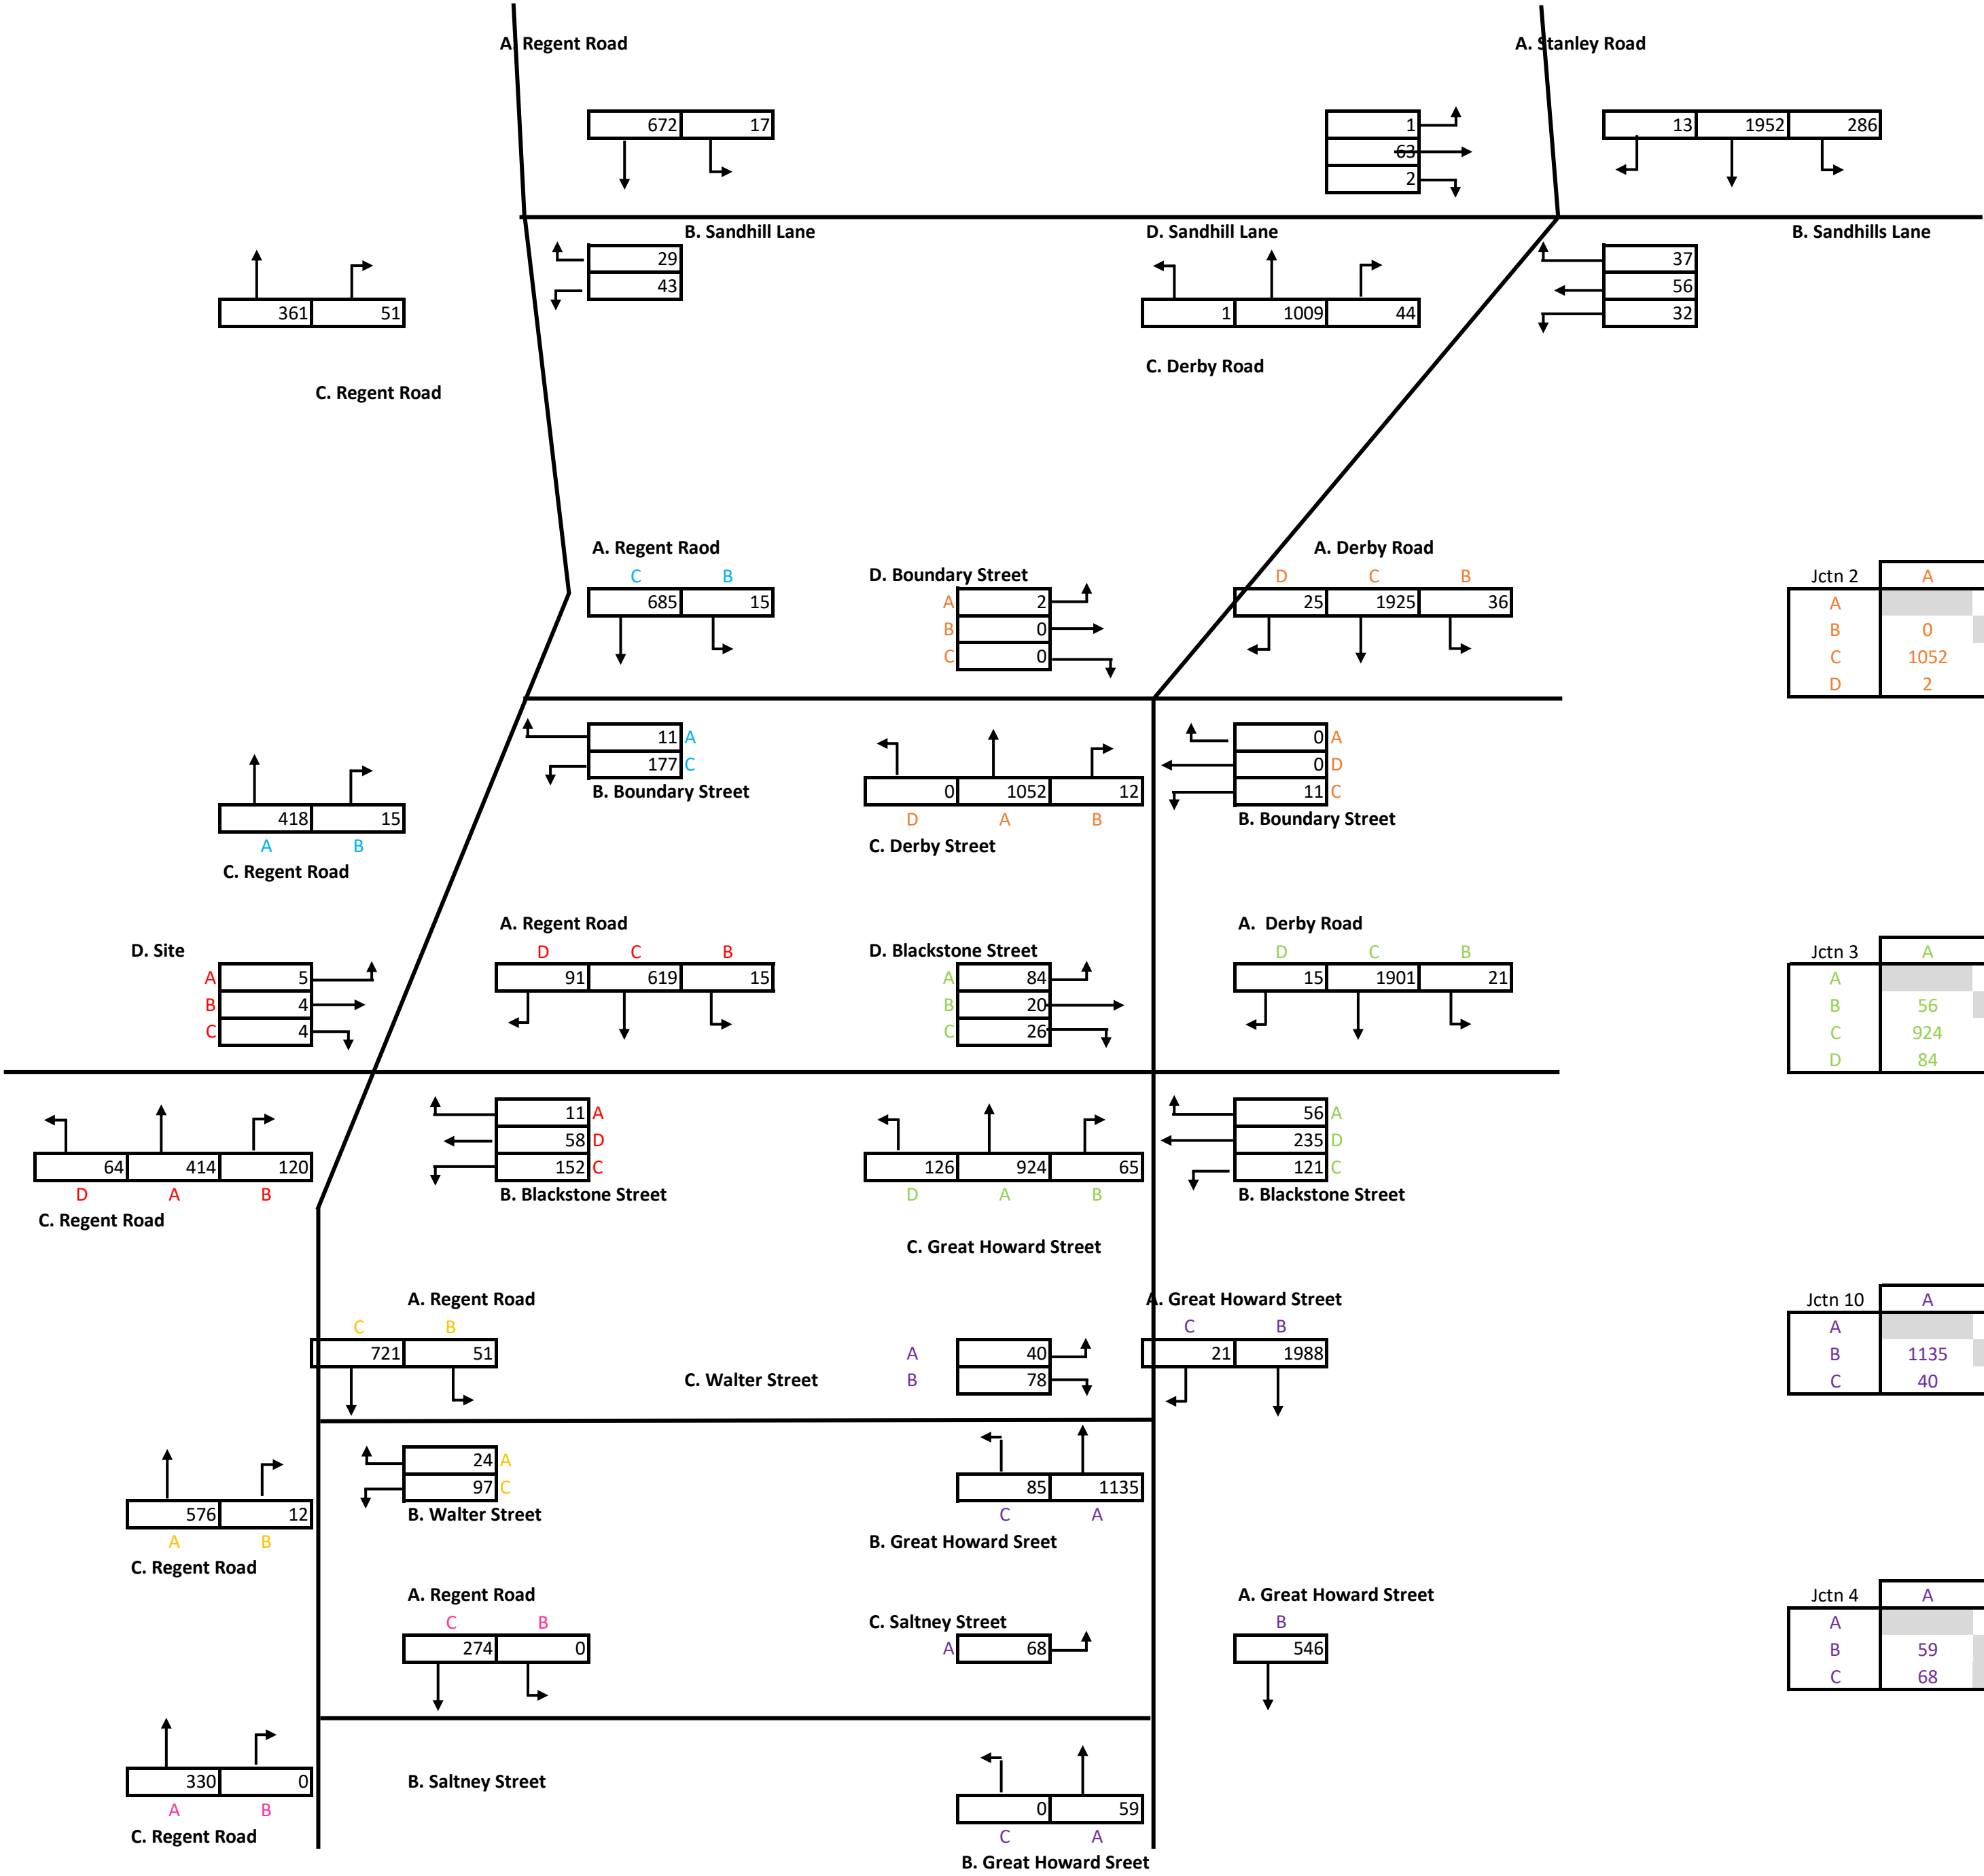 A. Regent Road
A. Stanley Road
672 17
1
63
2
13 1952 286
B. Sandhill Lane
D. Sandhill Lane
B. Sandhills Lane
29
43
37
56
32
361 51
1 1009 44
C. Derby Road
C. Regent Road
A. Regent Raod
C B
685 15
D. Boundary Street
A 2
B 0
C 0
A. Derby Road
D C B
25 1925 36
Jctn 2 A
A
B 0
C 1052
D 2
11 A
177 C
B. Boundary Street
0 1052 12
D A B
C. Derby Street
0 A
0 D
11 C
B. Boundary Street
418 15
A B
C. Regent Road
D. Site
A 5
B 4
C 4
A. Regent Road
D C B
91 619 15
D. Blackstone Street
A 84
B 20
C 26
A. Derby Road
D C B
15 1901 21
Jctn 3 A
A
B 56
C 924
D 84
64 414 120
D A B
C. Regent Road
11 A
58 D
152 C
B. Blackstone Street
126 924 65
D A B
C. Great Howard Street
56 A
235 D
121 C
B. Blackstone Street
A. Regent Road
C B
721 51
C. Walter Street
A 40
B 78
A. Great Howard Street
C B
21 1988
Jctn 10 A
A
B 1135
C 40
24 A
97 C
B. Walter Street
85 1135
C A
B. Great Howard Sreet
576 12
A B
C. Regent Road
A. Regent Road
C B
274 0
C. Saltney Street
A 68
A. Great Howard Street
B
546
Jctn 4 A
A
B 59
C 68
330 0
A B
C. Regent Road
B. Saltney Street
0 59
C A
B. Great Howard Sreet